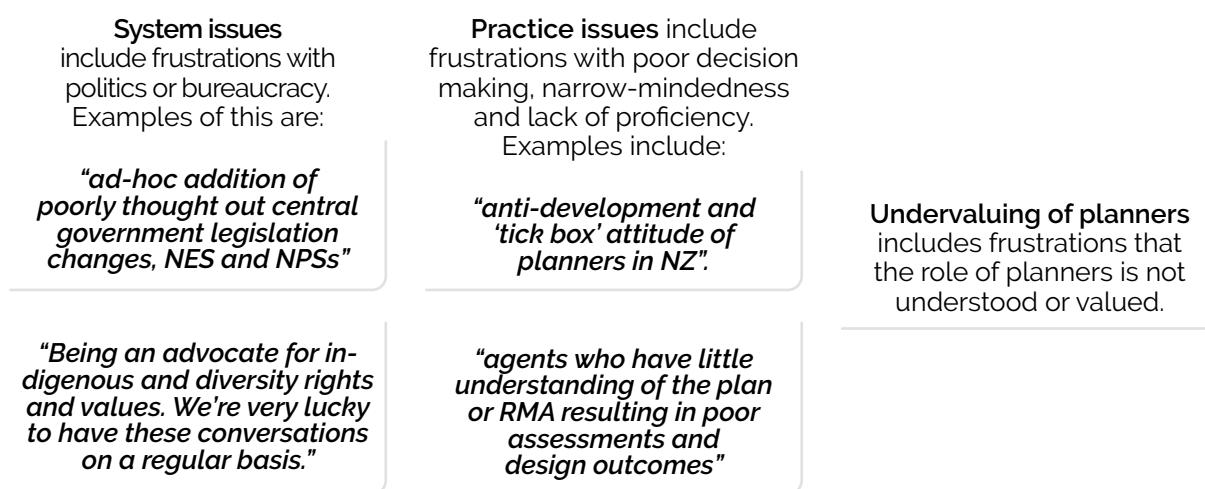 System issues
include frustrations with
politics or bureaucracy.
Examples of this are:
“ad-hoc addition of
poorly thought out central
government legislation
changes, NES and NPSs”
“Being an advocate for in-
digenous and diversity rights
and values. We’re very lucky
to have these conversations
on a regular basis.”
Practice issues include
frustrations with poor decision
making, narrow-mindedness
and lack of proficiency.
Examples include:
“anti-development and
‘tick box’ attitude of
planners in NZ”.
“agents who have little
understanding of the plan
or RMA resulting in poor
assessments and
design outcomes”
Undervaluing of planners
includes frustrations that
the role of planners is not
understood or valued.